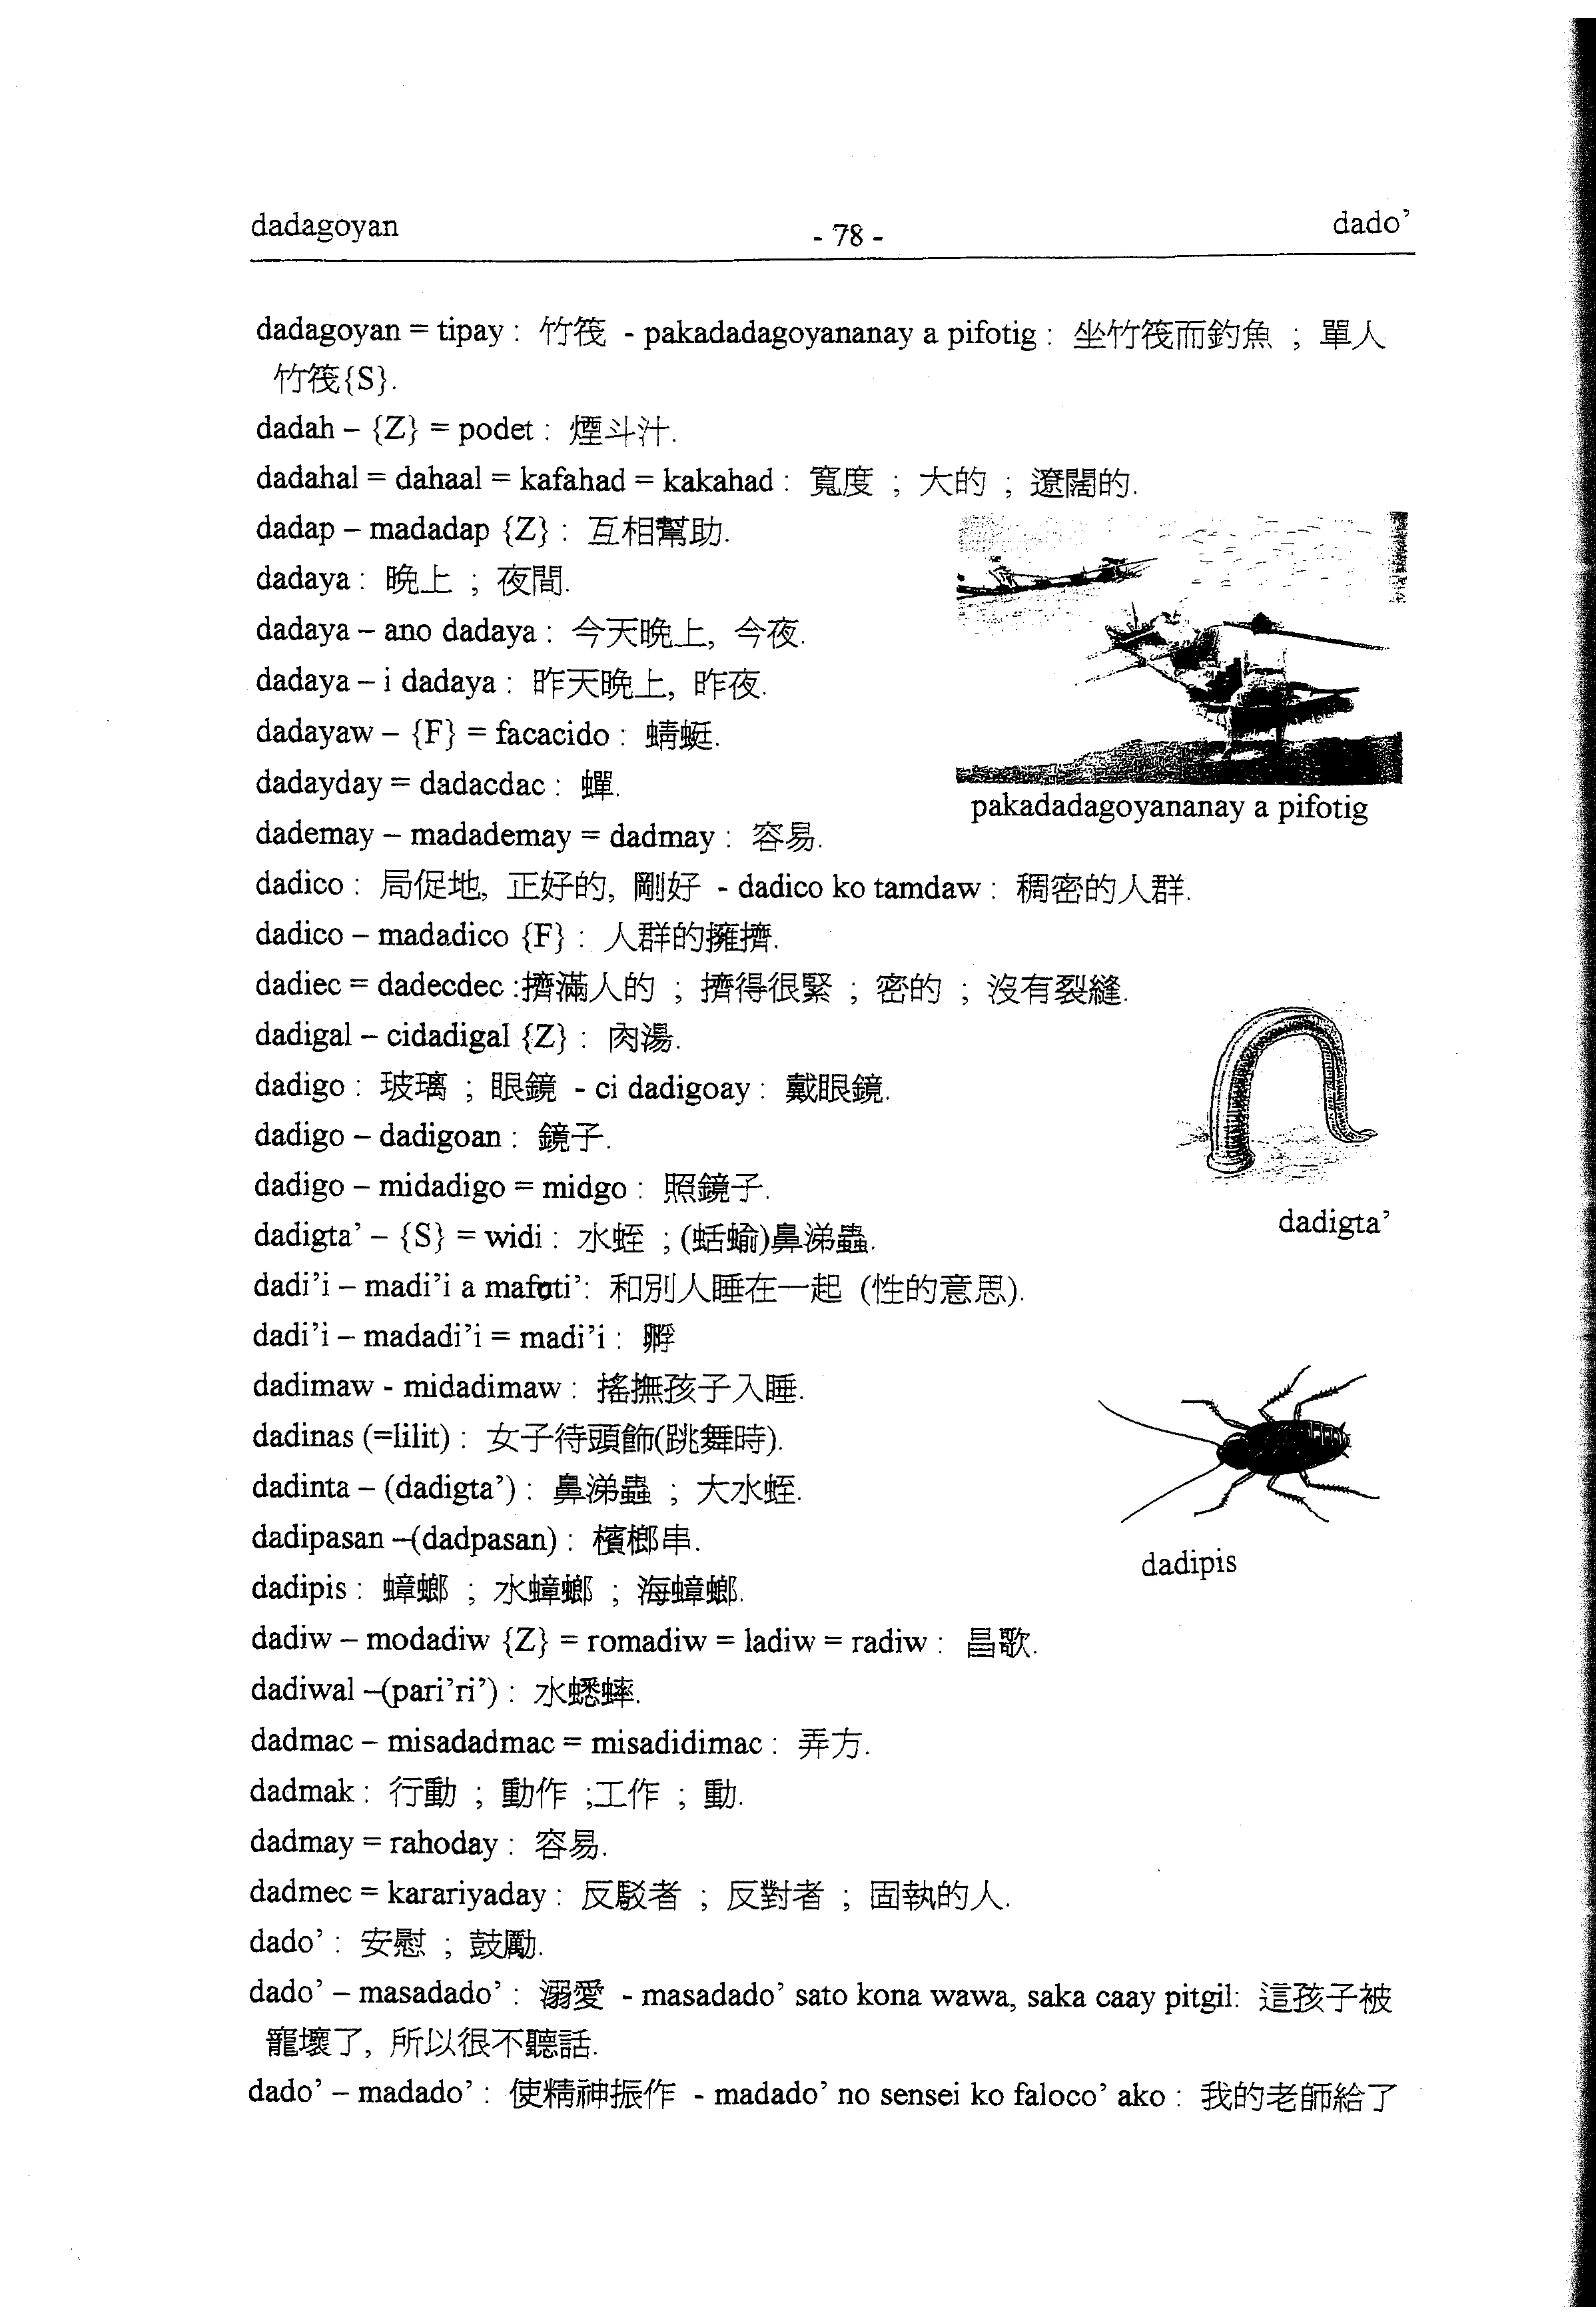 dadagoyan
- 78 -
dado’
dadagoyan = tipay : 竹筏 - pakadadagoyananay a pifotig : 坐竹筏而釣魚 ; 單人
竹筏{S}.
dadah – {Z} = podet : 煙斗汁.
dadahal = dahaal = kafahad = kakahad : 寬度 ; 大的 ; 遼闊的.
dadap – madadap {Z} : 互相幫助.
dadaya : 晚上 ; 夜間.
dadaya – ano dadaya : 今天晚上, 今夜.
dadaya – i dadaya : 昨天晚上, 昨夜.
dadayaw – {F} = facacido : 蜻蜓.
dadayday = dadacdac : 蟬.
pakadadagoyananay a pifotig
dademay – madademay = dadmay : 容易.
dadico : 局促地, 正好的, 剛好 - dadico ko tamdaw : 稠密的人群.
dadico – madadico {F} : 人群的擁擠.
dadiec = dadecdec :擠滿人的 ; 擠得很緊 ; 密的 ; 沒有裂縫.
dadigal – cidadigal {Z} : 肉湯.
dadigo : 玻璃 ; 眼鏡 - ci dadigoay : 戴眼鏡.
dadigo – dadigoan : 鏡子.
dadigo – midadigo = midgo : 照鏡子.
dadigta’
dadigta’ – {S} = widi : 水蛭 ; (蛞蝓)鼻涕蟲.
dadi’i – madi’i a mafoti’: 和別人睡在一起 (性的意思).
dadi’i – madadi’i = madi’i : 孵
dadimaw - midadimaw : 搖撫孩子入睡.
dadinas (=lilit) : 女子待頭飾(跳舞時).
dadinta – (dadigta’) : 鼻涕蟲 ; 大水蛭.
dadipasan –(dadpasan) : 檳榔串.
dadipis
dadipis : 蟑螂 ; 水蟑螂 ; 海蟑螂.
dadiw – modadiw {Z} = romadiw = ladiw = radiw : 昌歌.
dadiwal –(pari’ri’) : 水蟋蟀.
dadmac – misadadmac = misadidimac : 弄方.
dadmak : 行動 ; 動作 ;工作 ; 動.
dadmay = rahoday : 容易.
dadmec = karariyaday : 反駁者 ; 反對者 ; 固執的人.
dado’ : 安慰 ; 鼓勵.
dado’ – masadado’ : 溺愛 - masadado’ sato kona wawa, saka caay pitgil: 這孩子被
寵壞了, 所以很不聽話.
dado’ – madado’ : 使精神振作 - madado’ no sensei ko faloco’ ako : 我的老師給了